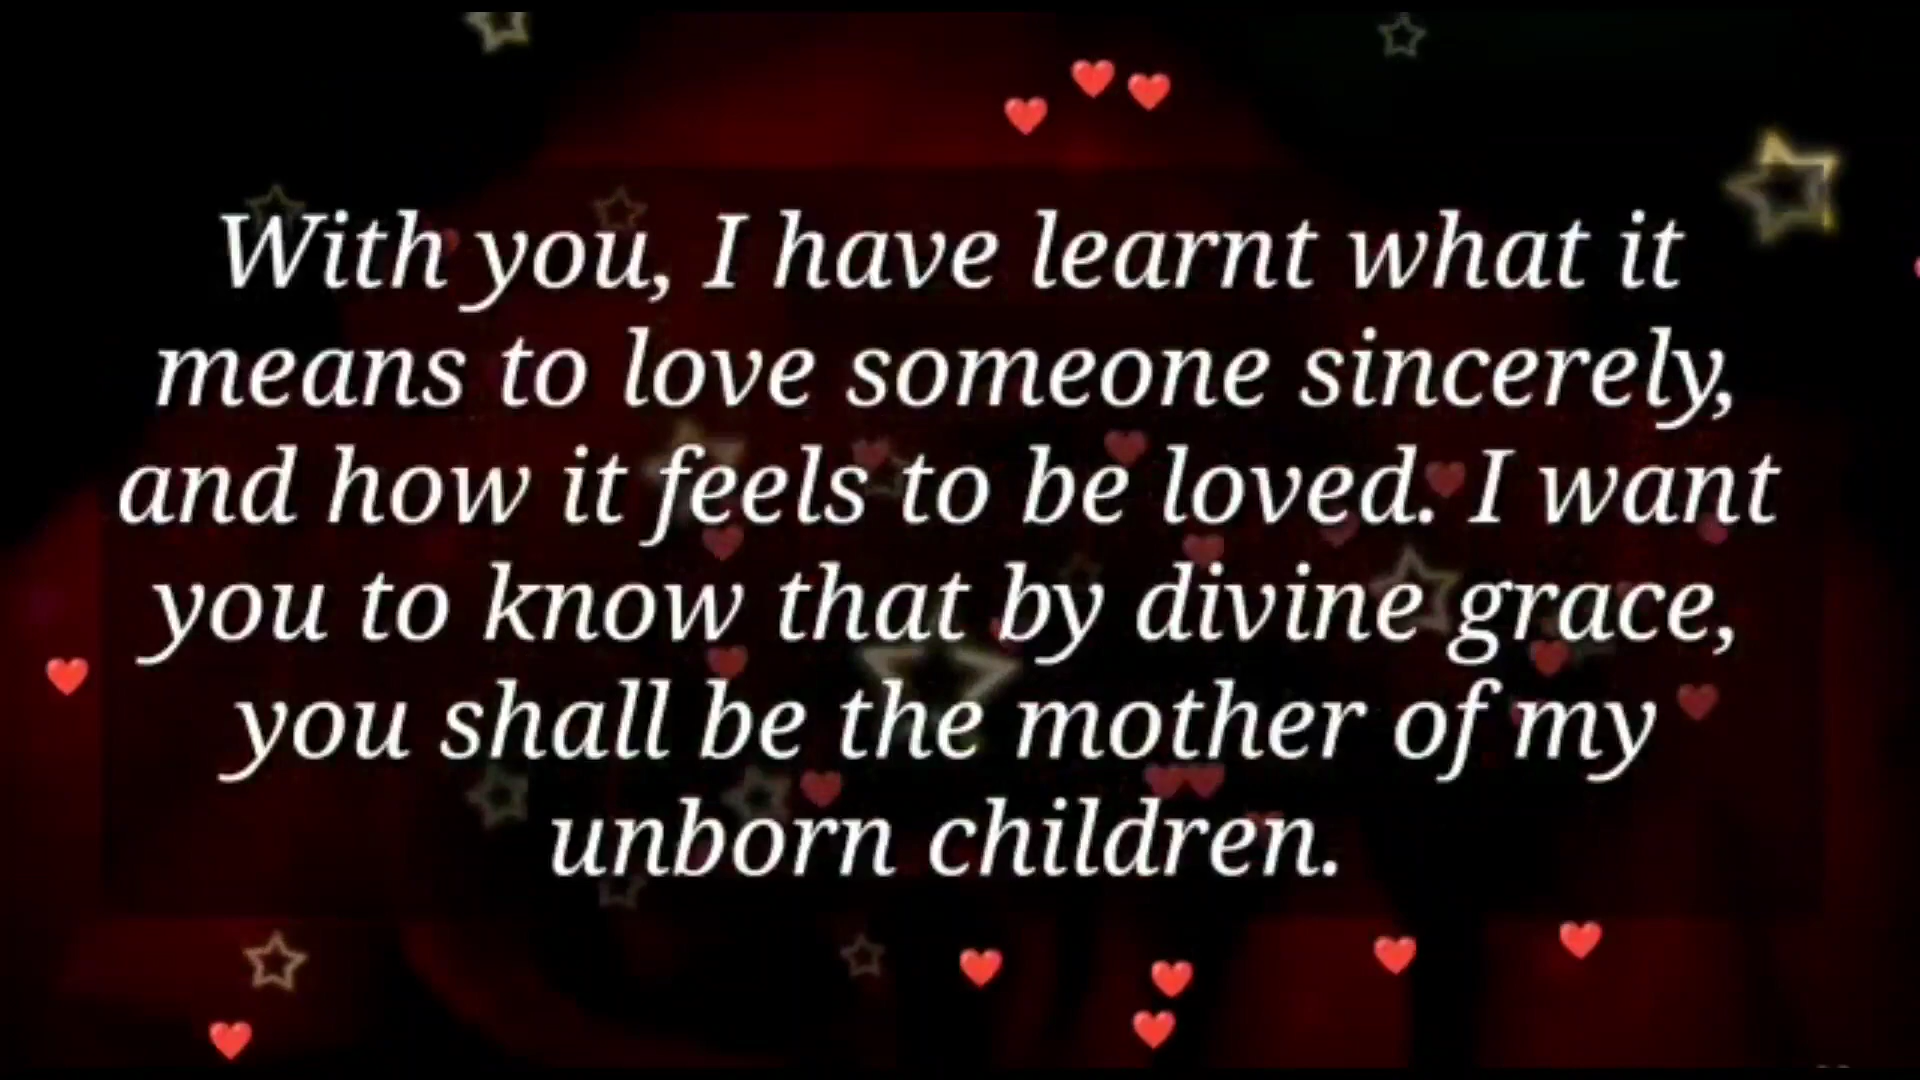 With you, I have learnt what it
means to love someone sincerely,
and how it feels to be loved. I want
you to know that by divine grace,
you shall be the mother of my
unborn children.